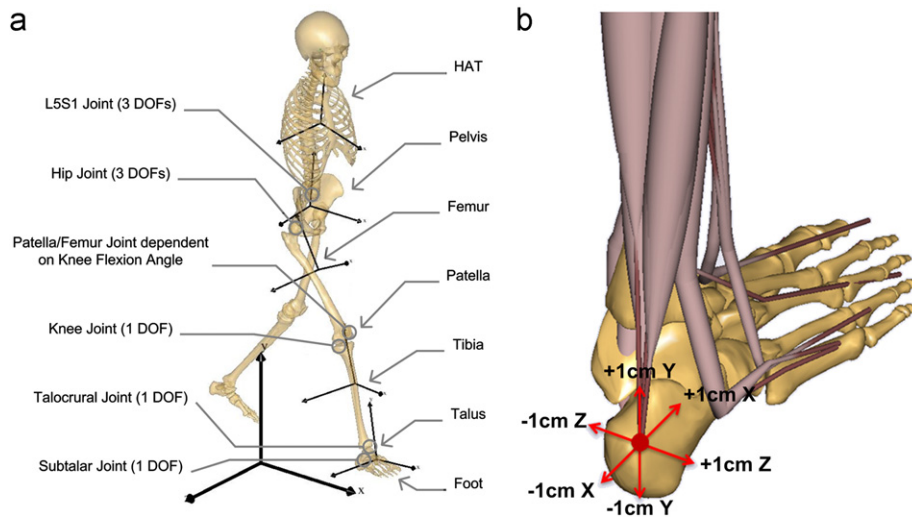 a
HAT
L5S1 Joint (3 DOFs)
Pelvis
Hip Joint (3 DOFs)
Femur
Patella/Femur Joint dependent
on Knee Flexion Angle
Patella
Knee Joint (1 DOF)
Tibia
Y
Talocrural Joint (1 DOF)
Talus
Subtalar Joint (1 DOF)
Foot
X
Z
b
+1cm Y
+1cm X
-1cm Z
+1cm Z
-1cm X
-1cm Y